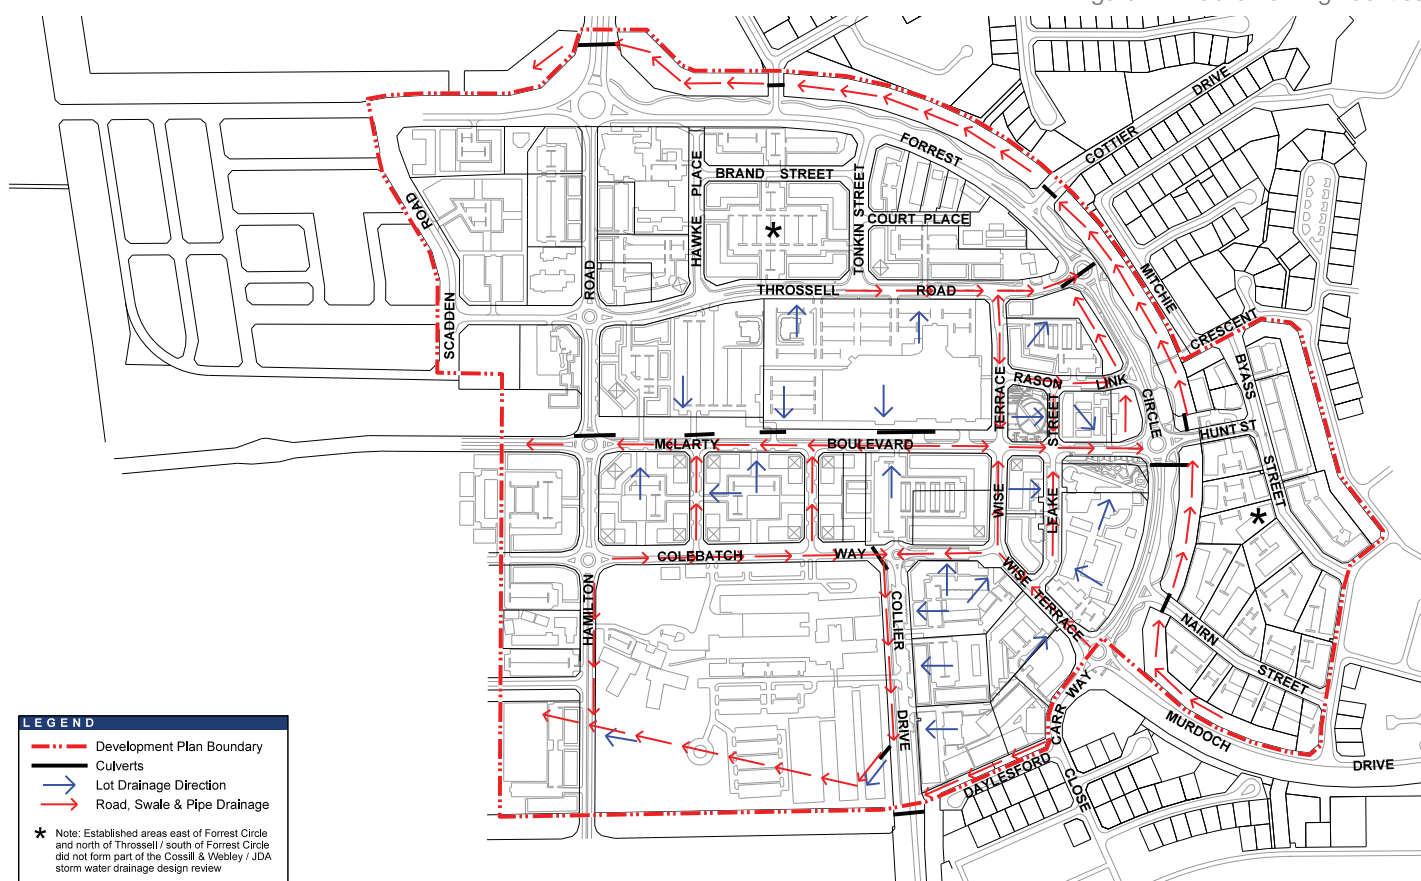 COTTIER
DRIVE
FORREST
HAWKE PLACE
BRAND STREET
TONKIN STREET
COURT PLACE
*
ROAD
SCADDEN
ROAD
THROSSELL ROAD
MITCHIE
CRESCENT
BYASS
STREET
RASON LINK
TERRACE
STREET
CIRCLE
HUNT ST
McLARTY BOULEVARD
WISE
LEAKE
*
COLEBATCH WAY
WISE TERRACE
HAMILTON
COLLIER
DRIVE
NAIRN
STREET
CARR WAY
MURDOCH
DRIVE
DAYLESFORD
CLOSE
LEGEND
Development Plan Boundary
Culverts
Lot Drainage Direction
Road, Swale & Pipe Drainage
* Note: Established areas east of Forrest Circle
and north of Throssell / south of Forrest Circle
did not form part of the Cossill & Webley / JDA
storm water drainage design review